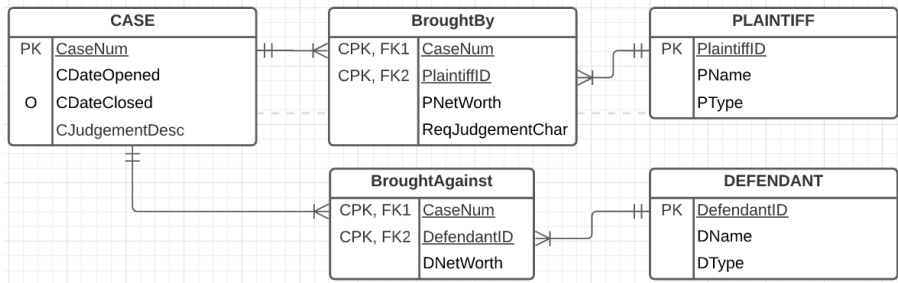 CASE
PK CaseNum
CDateOpened
O CDateClosed
CJudgementDesc
BroughtBy
CPK, FK1 CaseNum
CPK, FK2 PlaintiffID
PNetWorth
ReqJudgementChar
PLAINTIFF
PK PlaintiffID
PName
PType
BroughtAgainst
CPK, FK1 CaseNum
CPK, FK2 DefendantID
DNetWorth
DEFENDANT
PK DefendantID
DName
DType